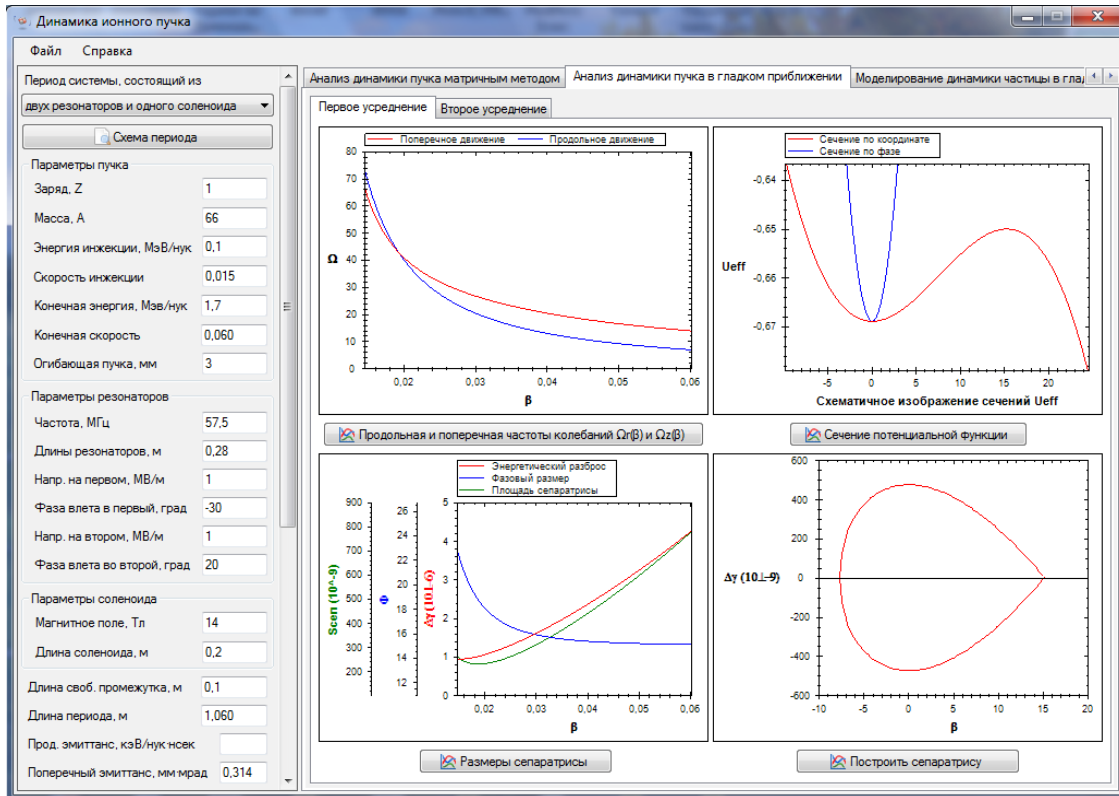 Динамика ионного пучка
Файл Справка
Период системы, состоящий из
двух резонаторов и одного соленоида
Схема периода
Параметры пучка
Заряд, Z 1
Масса, А 66
Энергия инжекции, МэВ/нук 0,1
Скорость инжекции 0,015
Конечная энергия, Мэв/нук 1,7
Конечная скорость 0,060
Огибающая пучка, мм 3
Параметры резонаторов
Частота, МГц 57,5
Длины резонаторов, м 0,28
Напр. на первом, МВ/м 1
Фаза влета в первый, град -30
Напр. на втором, МВ/м 1
Фаза влета во второй, град 20
Параметры соленоида
Магнитное поле, Тл 14
Длина соленоида, м 0,2
Длина своб. промежутка, м 0,1
Длина периода, м 1,060
Прод. эмиттанс, кэВ/нук·нсек
Поперечный эмиттанс, мм·мрад 0,314
Анализ динамики пучка матричным методом Анализ динамики пучка в гладком приближении Моделирование динамики частицы в глад
Первое усреднение Второе усреднение
Поперечное движение Продольное движение
80
70
60
50
40
30
20
10
0
Ω
0,02 0,03 0,04 0,05 0,06
β
Продольная и поперечная частоты колебаний Ωr(β) и Ωz(β)
Сечение по координате
Сечение по фазе
-0,64
-0,65
-0,66
-0,67
Ueff
-5 0 5 10 15 20
Схематичное изображение сечений Ueff
Сечение потенциальной функции
Энергетический разброс
Фазовый размер
Площадь сепаратрисы
900
800
700
600
500
400
300
200
Scen (10^-9)
26
24
22
20
18
16
14
12
Φ
5
4
3
2
1
0
Δγ (10⊥-6)
0,02 0,03 0,04 0,05 0,06
β
Размеры сепаратрисы
600
400
200
0
-200
-400
-600
Δγ (10⊥-9)
-10 -5 0 5 10 15 20
β
Построить сепаратрису